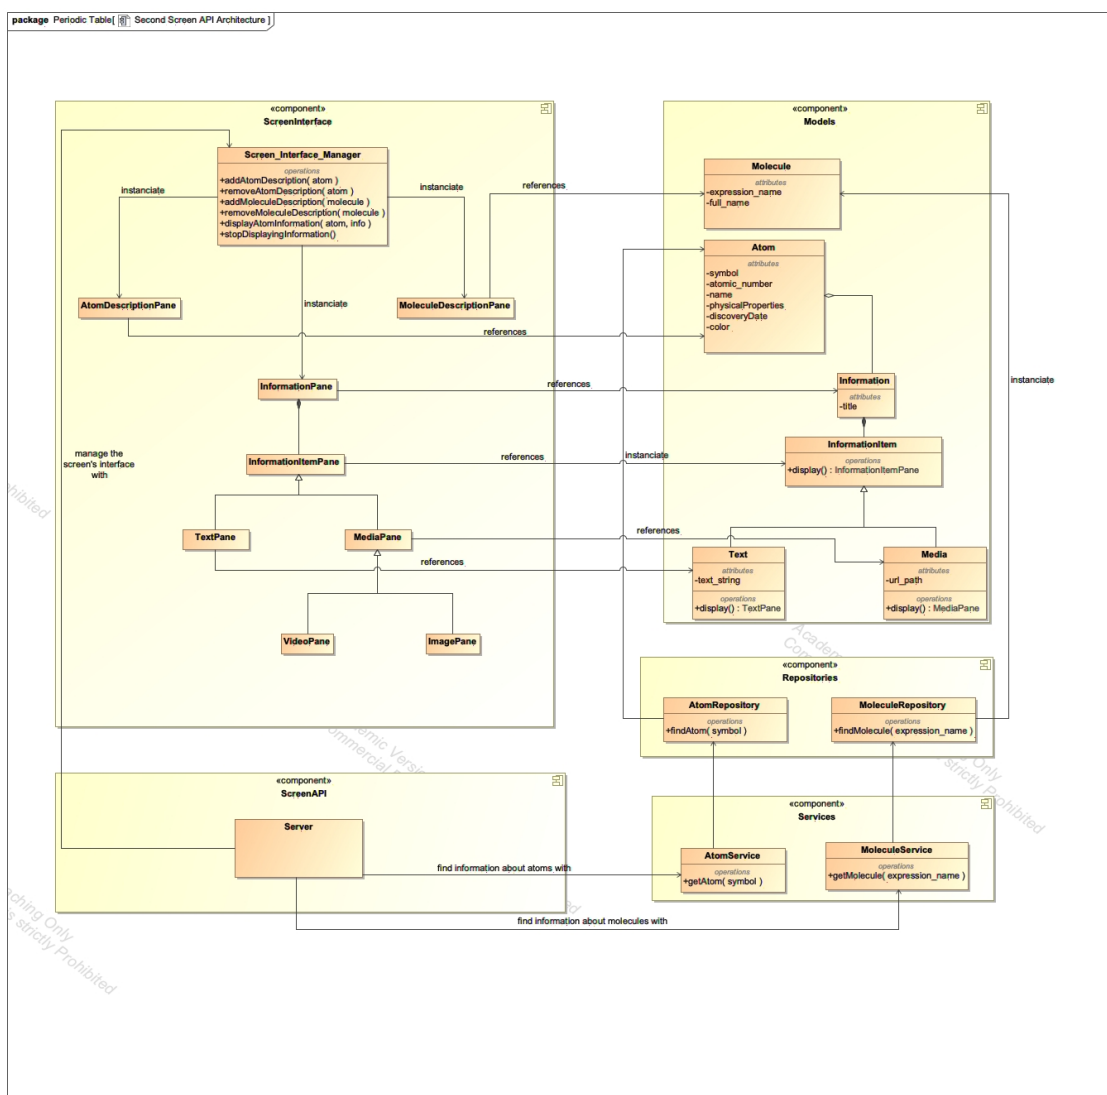 package Periodic Table[ Second Screen API Architecture ]
«component»
ScreenInterface
Screen_Interface_Manager
operations
+addAtomDescription( atom )
+removeAtomDescription( atom )
+addMoleculeDescription( molecule )
+removeMoleculeDescription( molecule )
+displayAtomInformation( atom, info )
+stopDisplayingInformation()
instanciate
instanciate
instanciate
AtomDescriptionPane
MoleculeDescriptionPane
InformationPane
InformationItemPane
TextPane
MediaPane
VideoPane
ImagePane
manage the
screen's interface
with
references
references
references
references
instanciate
references
references
«component»
Models
Molecule
attributes
-expression_name
-full_name
Atom
attributes
-symbol
-atomic_number
-name
-physicalProperties
-discoveryDate
-color
Information
attributes
-title
InformationItem
operations
+display() : InformationItemPane
Text
attributes
-text_string
operations
+display() : TextPane
Media
attributes
-url_path
operations
+display() : MediaPane
instanciate
«component»
Repositories
AtomRepository
operations
+findAtom( symbol )
MoleculeRepository
operations
+findMolecule( expression_name )
«component»
ScreenAPI
Server
find information about atoms with
find information about molecules with
«component»
Services
AtomService
operations
+getAtom( symbol )
MoleculeService
operations
+getMolecule( expression_name )